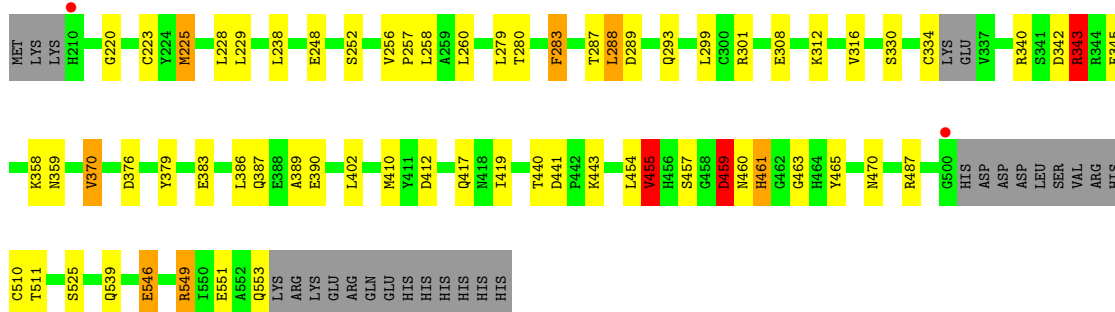 MET LYS LYS H210 G220 C223 Y224 M225 L228 L229 L238 E248 S252 V256 P257 L258 A259 L260 L279 T280 F283 T287 L288 D289 Q293 L299 C300 R301 E308 K312 V316 S330 C334 LYS GLU V337 R340 S341 D342 R343 R344
K358 N359 V370 D376 Y379 E383 L386 Q387 E388 A389 E390 L402 M410 Y411 D412 Q417 N418 I419 T440 D441 P442 K443 L454 V455 H456 S457 G458 D459 N460 H461 G462 G463 H464 Y465 N470 R487 G500 HIS ASP ASP ASP LEU SER VAL ARG HIS
C510 T511 S525 Q539 E546 R549 I550 E551 A552 Q553 LYS ARG LYS GLU ARG GLN GLU HIS HIS HIS HIS HIS HIS